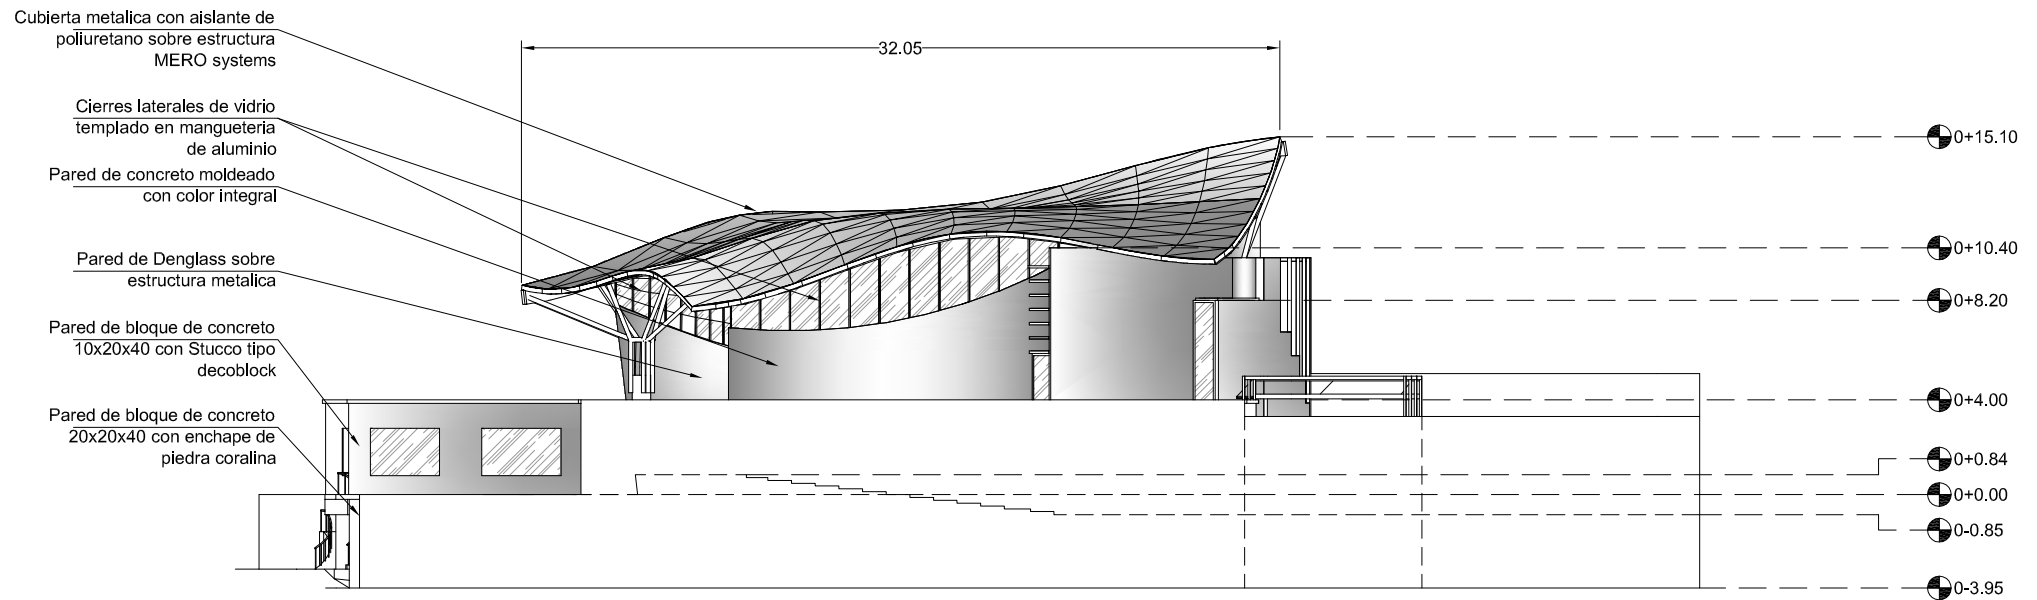 Cubierta metalica con aislante de
poliuretano sobre estructura
MERO systems
Cierres laterales de vidrio
templado en mangueteria
de aluminio
Pared de concreto moldeado
con color integral
Pared de Denglass sobre
estructura metalica
Pared de bloque de concreto
10x20x40 con Stucco tipo
decoblock
Pared de bloque de concreto
20x20x40 con enchape de
piedra coralina
32.05
0+15.10
0+10.40
0+8.20
0+4.00
0+0.84
0+0.00
0-0.85
0-3.95